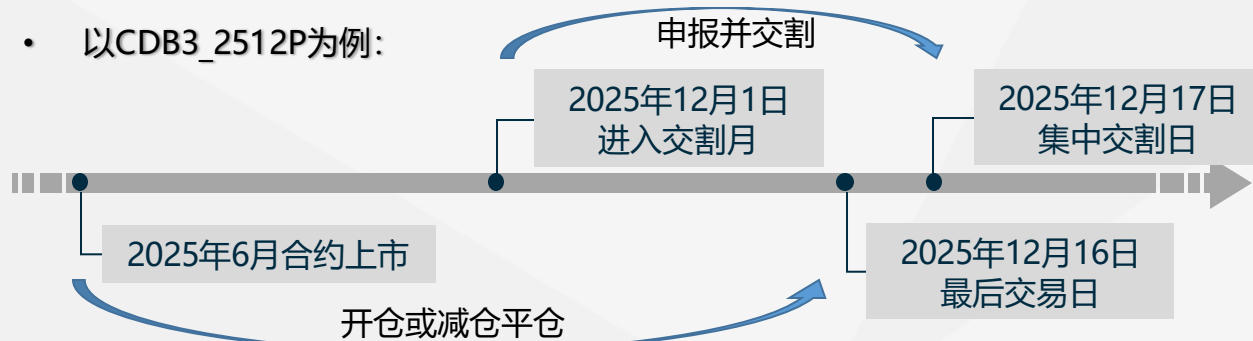 • 以CDB3_2512P为例：
申报并交割
2025年12月1日
进入交割月
2025年12月17日
集中交割日
2025年6月合约上市
2025年12月16日
最后交易日
开仓或减仓平仓